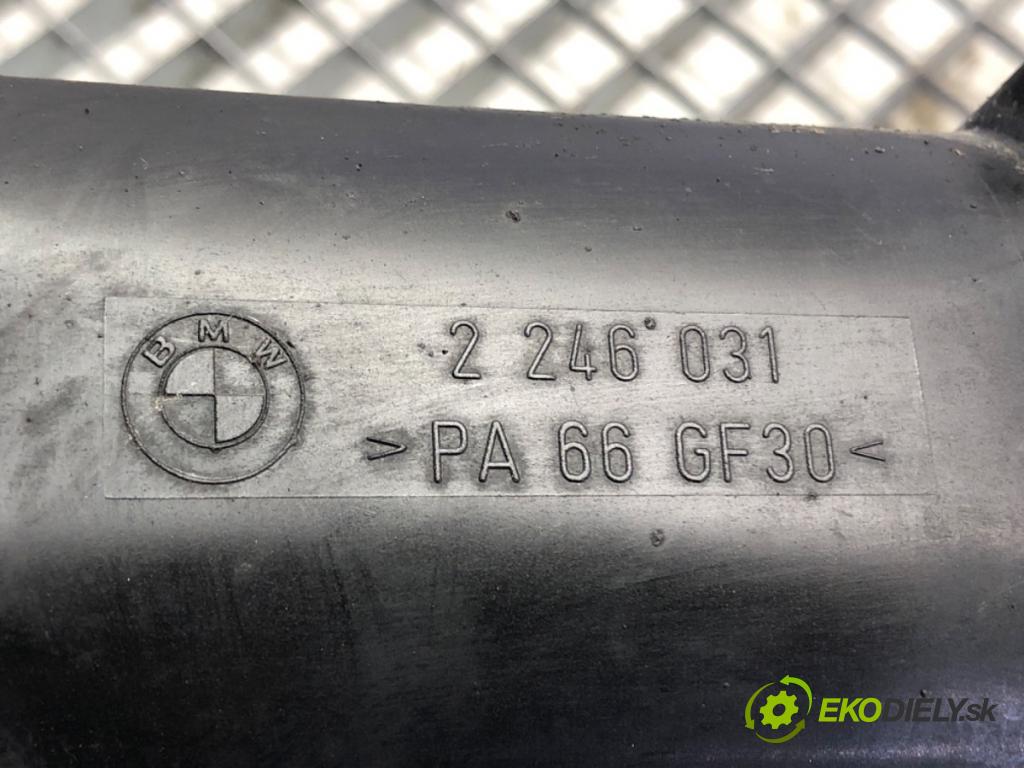 BMW
2 246 031
>PA 66 GF30<
EKODIELY.sk